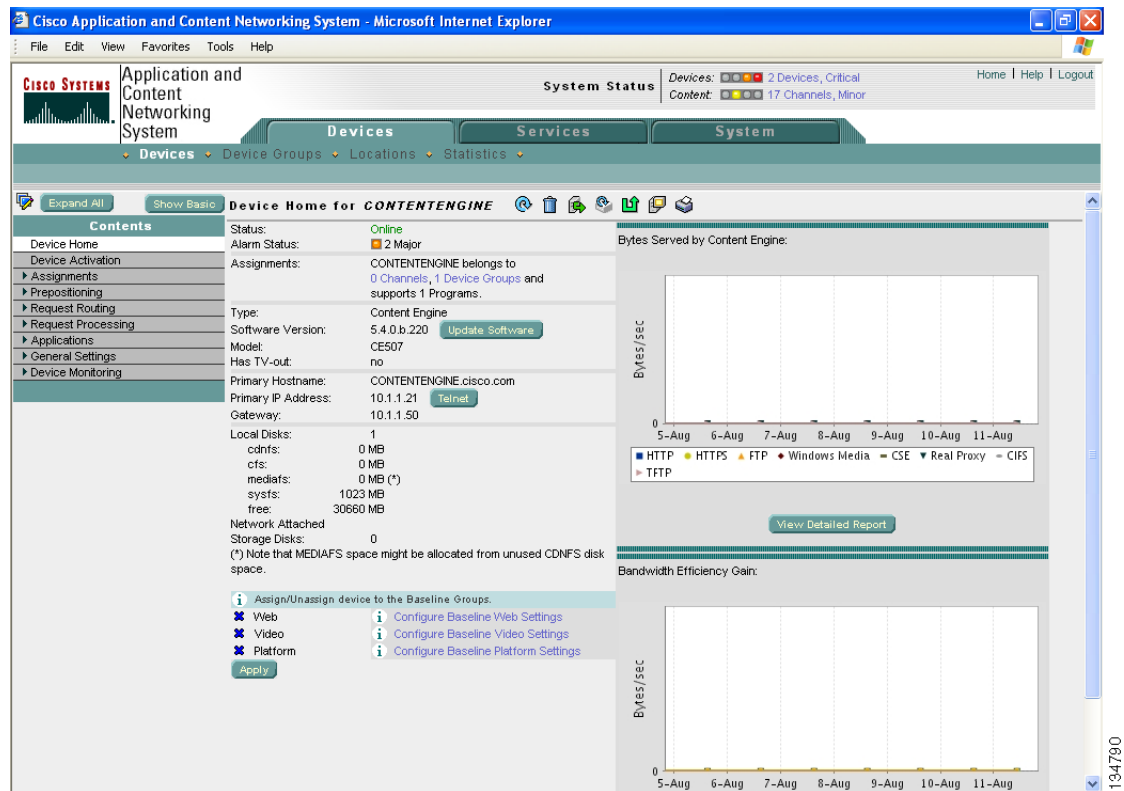 Cisco Application and Content Networking System - Microsoft Internet Explorer
File Edit View Favorites Tools Help
CISCO SYSTEMS
Application and
Content
Networking
System
System Status
Devices: 2 Devices, Critical
Content: 17 Channels, Minor
Home | Help | Logout
Devices Services System
Devices Device Groups Locations Statistics
Expand All Show Basic
Contents
Device Home
Device Activation
Assignments
Prepositioning
Request Routing
Request Processing
Applications
General Settings
Device Monitoring
Device Home for CONTENTENGINE
Status: Online
Alarm Status: 2 Major
Assignments: CONTENTENGINE belongs to
0 Channels, 1 Device Groups and
supports 1 Programs.
Type: Content Engine
Software Version: 5.4.0.b.220 Update Software
Model: CE507
Has TV-out: no
Primary Hostname: CONTENTENGINE.cisco.com
Primary IP Address: 10.1.1.21 Telnet
Gateway: 10.1.1.50
Local Disks: 1
cdnfs: 0 MB
cfs: 0 MB
mediafs: 0 MB (*)
sysfs: 1023 MB
free: 30660 MB
Network Attached
Storage Disks: 0
(*) Note that MEDIAFS space might be allocated from unused CDNFS disk
space.
Assign/Unassign device to the Baseline Groups.
Web Configure Baseline Web Settings
Video Configure Baseline Video Settings
Platform Configure Baseline Platform Settings
Apply
Bytes Served by Content Engine:
Bytes/sec
0
5-Aug 6-Aug 7-Aug 8-Aug 9-Aug 10-Aug 11-Aug
HTTP HTTPS FTP Windows Media CSE Real Proxy CIFS
TFTP
View Detailed Report
Bandwidth Efficiency Gain:
Bytes/sec
0
5-Aug 6-Aug 7-Aug 8-Aug 9-Aug 10-Aug 11-Aug
134790